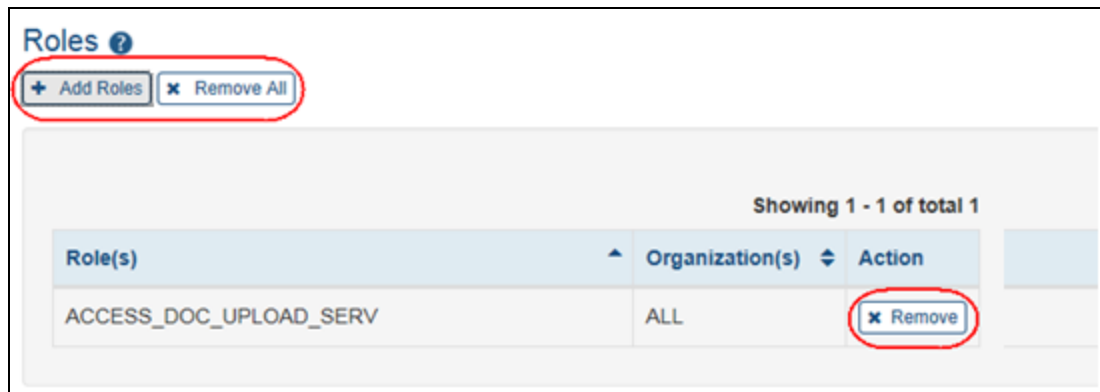 Roles ?
+ Add Roles × Remove All
Showing 1 - 1 of total 1
Role(s) Organization(s) Action
ACCESS_DOC_UPLOAD_SERV ALL × Remove